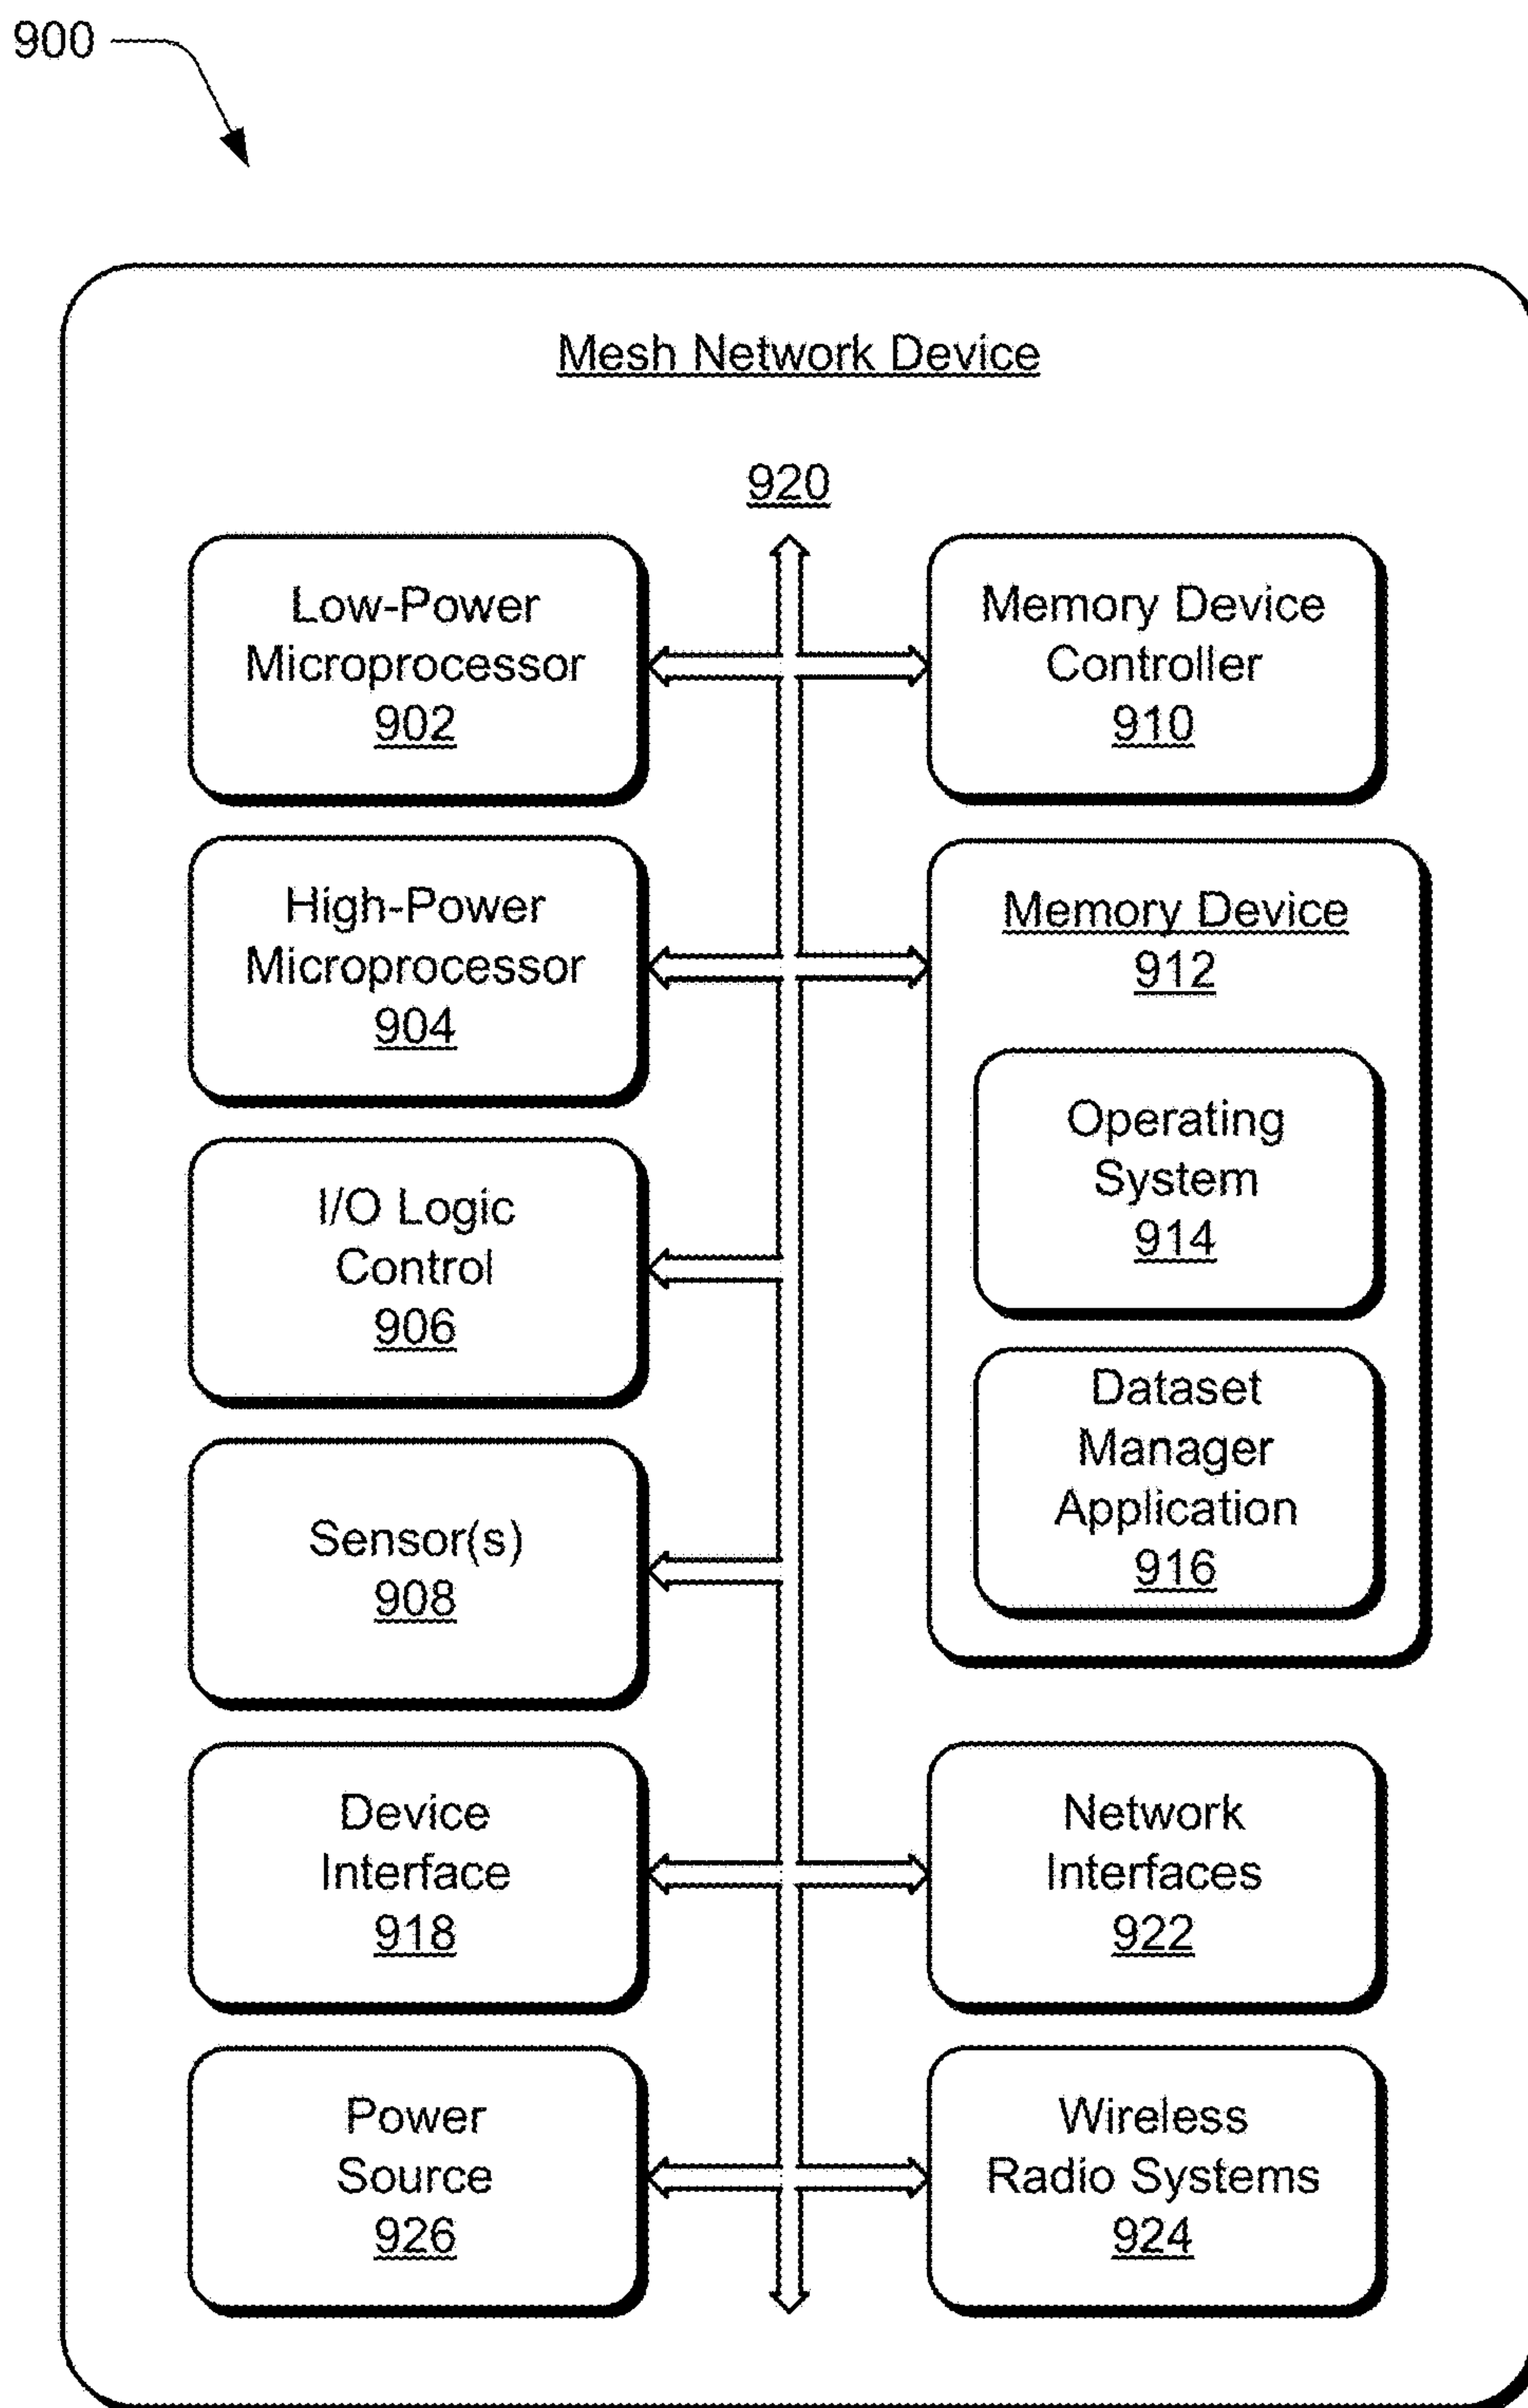 900
Mesh Network Device
920
Low-Power
Microprocessor
902
Memory Device
Controller
910
High-Power
Microprocessor
904
Memory Device
912
Operating
System
914
I/O Logic
Control
906
Dataset
Manager
Application
916
Sensor(s)
908
Device
Interface
918
Network
Interfaces
922
Power
Source
926
Wireless
Radio Systems
924